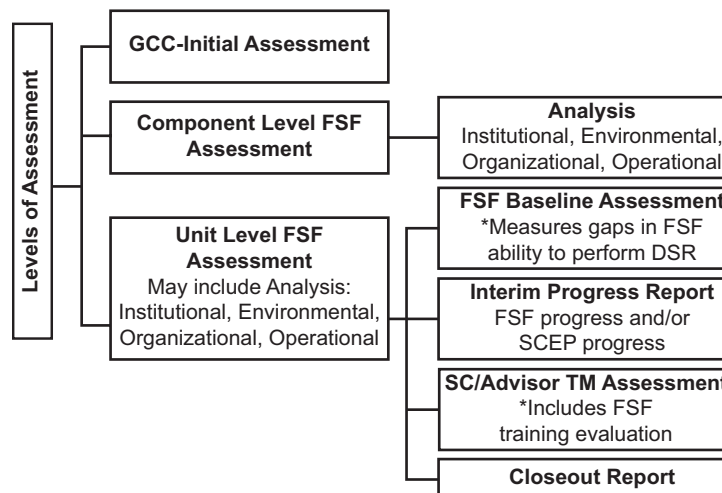 Levels of Assessment
GCC-Initial Assessment
Component Level FSF
Assessment
Analysis
Institutional, Environmental,
Organizational, Operational
Unit Level FSF
Assessment
May include Analysis:
Institutional, Environmental,
Organizational, Operational
FSF Baseline Assessment
*Measures gaps in FSF
ability to perform DSR
Interim Progress Report
FSF progress and/or
SCEP progress
SC/Advisor TM Assessment
*Includes FSF
training evaluation
Closeout Report